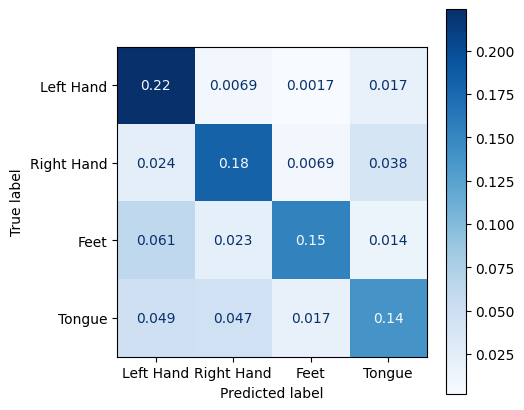 0.200
Left Hand 0.22 0.0069 0.0017 0.017
0.175
0.150
Right Hand 0.024 0.18 0.0069 0.038
0.125
True label
0.100
Feet 0.061 0.023 0.15 0.014
0.075
Tongue 0.049 0.047 0.017 0.14
0.050
0.025
Left Hand Right Hand Feet Tongue
Predicted label